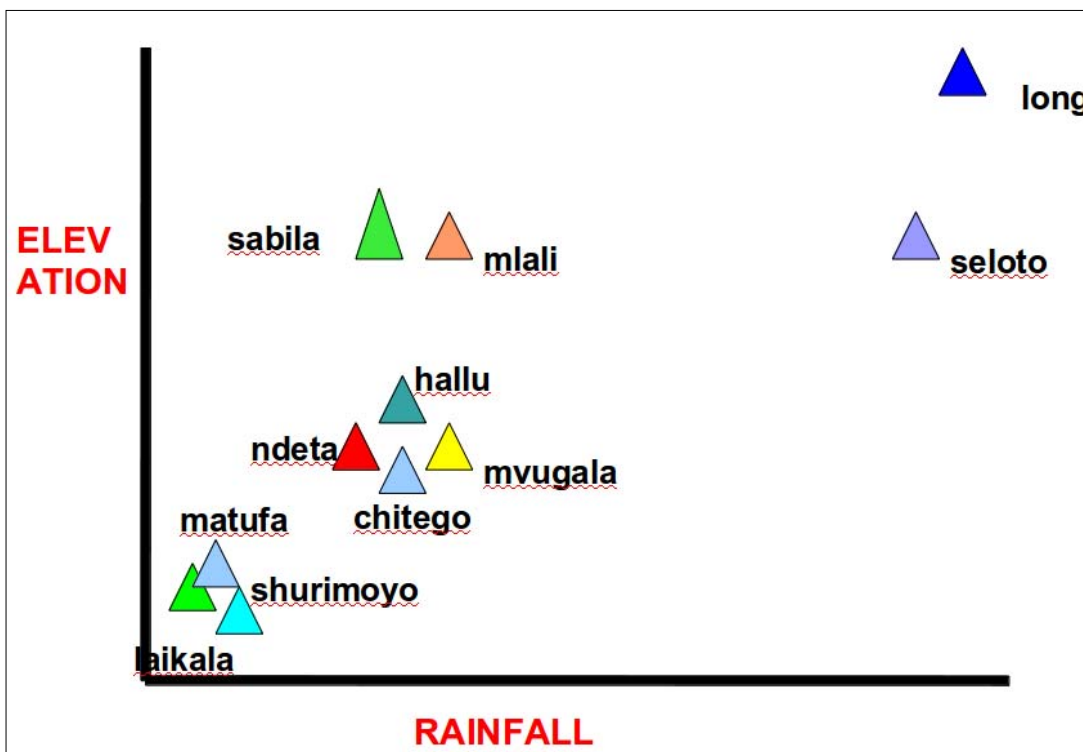 long
sabila
ELEV
ATION
mlali
seloto
hallu
ndeta
mvugala
chitego
matufa
shurimoyo
laikala
RAINFALL